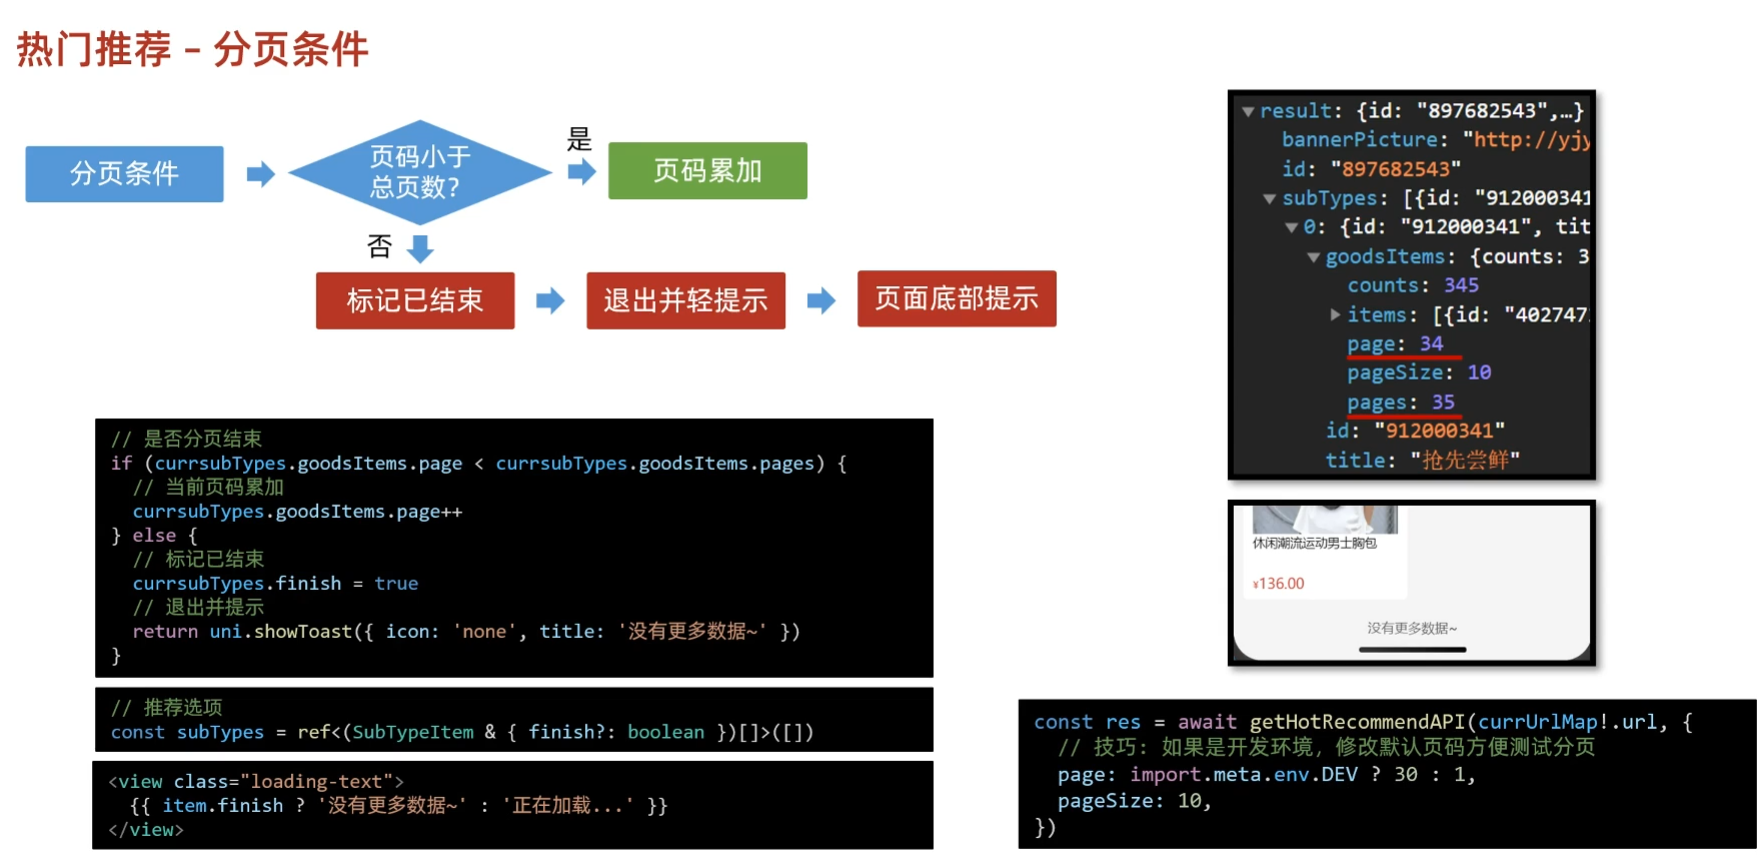 热门推荐 – 分页条件
分页条件
页码小于
总页数?
是
页码累加
否
标记已结束
退出并轻提示
页面底部提示
// 是否分页结束
if (currsubTypes.goodsItems.page < currsubTypes.goodsItems.pages) {
// 当前页码累加
currsubTypes.goodsItems.page++
} else {
// 标记已结束
currsubTypes.finish = true
// 退出并提示
return uni.showToast({ icon: 'none', title: '没有更多数据~' })
}
// 推荐选项
const subTypes = ref<(SubTypeItem & { finish?: boolean })[]>([])
<view class="loading-text">
{{ item.finish ? '没有更多数据~' : '正在加载...' }}
</view>
result: {id: "897682543",…}
bannerPicture: "http://yjy
id: "897682543"
subTypes: [{id: "912000341
0: {id: "912000341", tit
goodsItems: {counts: 3
counts: 345
items: [{id: "402747
page: 34
pageSize: 10
pages: 35
id: "912000341"
title: "抢先尝鲜"
休闲潮流运动男士胸包
¥136.00
没有更多数据~
const res = await getHotRecommendAPI(currUrlMap!.url, {
// 技巧: 如果是开发环境, 修改默认页码方便测试分页
page: import.meta.env.DEV ? 30 : 1,
pageSize: 10,
})